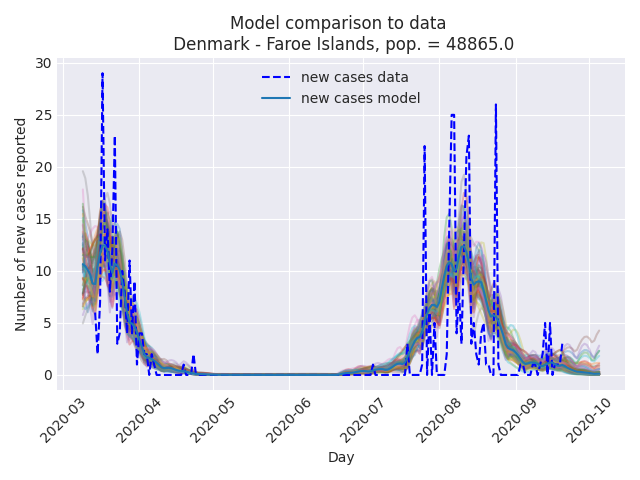 Model comparison to data
Denmark - Faroe Islands, pop. = 48865.0
new cases data
new cases model
Number of new cases reported
30
25
20
15
10
5
0
2020-03
2020-04
2020-05
2020-06
2020-07
2020-08
2020-09
2020-10
Day